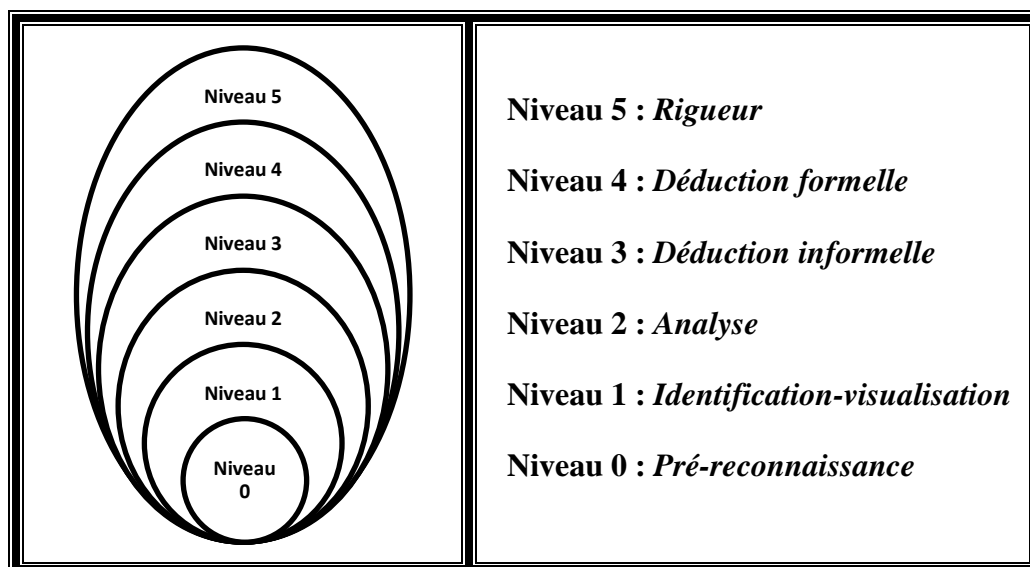 Niveau 5
Niveau 4
Niveau 3
Niveau 2
Niveau 1
Niveau
0
Niveau 5 : Rigueur
Niveau 4 : Déduction formelle
Niveau 3 : Déduction informelle
Niveau 2 : Analyse
Niveau 1 : Identification-visualisation
Niveau 0 : Pré-reconnaissance